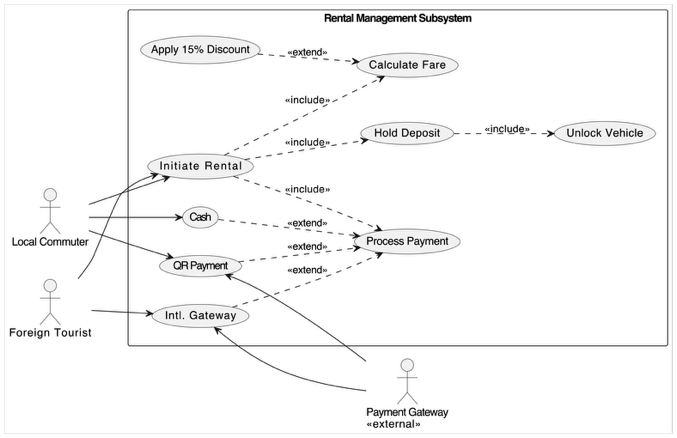 Rental Management Subsystem
Apply 15% Discount
«extend»
Calculate Fare
«include»
Hold Deposit
«include»
Unlock Vehicle
«include»
Initiate Rental
«include»
Local Commuter
Cash
«extend»
Process Payment
«extend»
QR Payment
«extend»
Intl. Gateway
Foreign Tourist
Payment Gateway
«external»